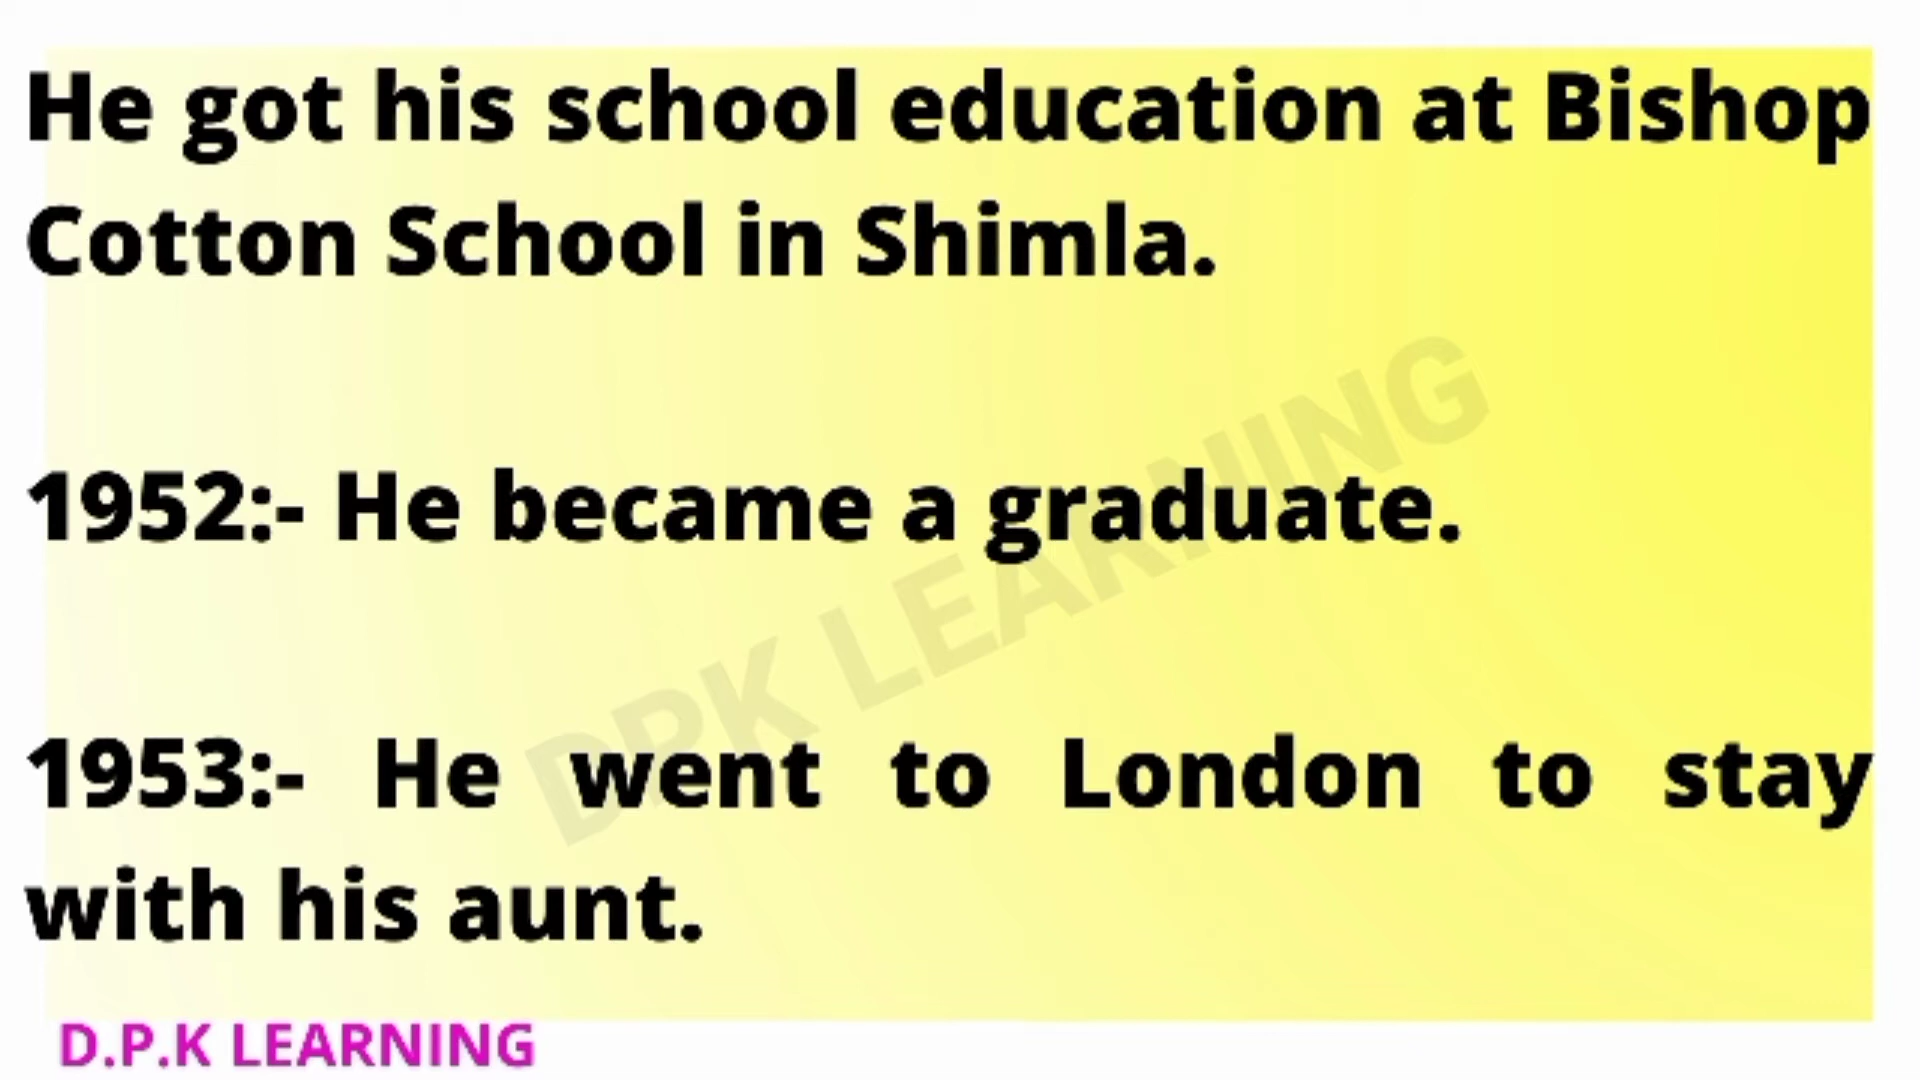 He got his school education at Bishop
Cotton School in Shimla.
1952:- He became a graduate.
1953:- He went to London to stay
with his aunt.
DPK LEARNING
D.P.K LEARNING